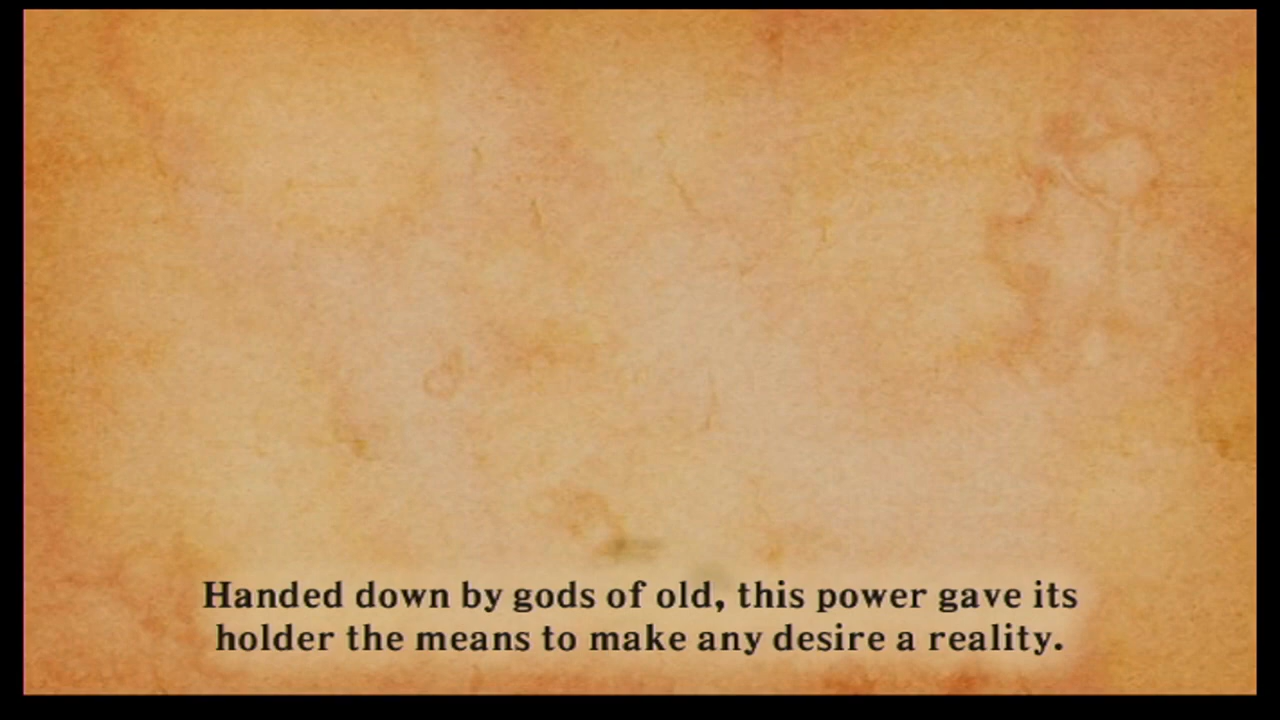 Handed down by gods of old, this power gave its
holder the means to make any desire a reality.